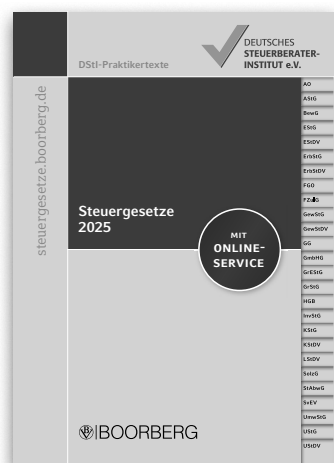 DEUTSCHES
STEUERBERATER-
INSTITUT e.V.
DStI-Praktikertexte
steuergesetze.boorberg.de
Steuergesetze
2025
MIT
ONLINE-
SERVICE
AO
AStG
BewG
EStG
EStDV
ErbStG
ErbStDV
FGO
FZulG
GewStG
GewStDV
GG
GmbHG
GrEStG
GrStG
HGB
InvStG
KStG
KStDV
LStDV
SolzG
StAbwG
SvEV
UmwStG
UStG
UStDV
BOORBERG